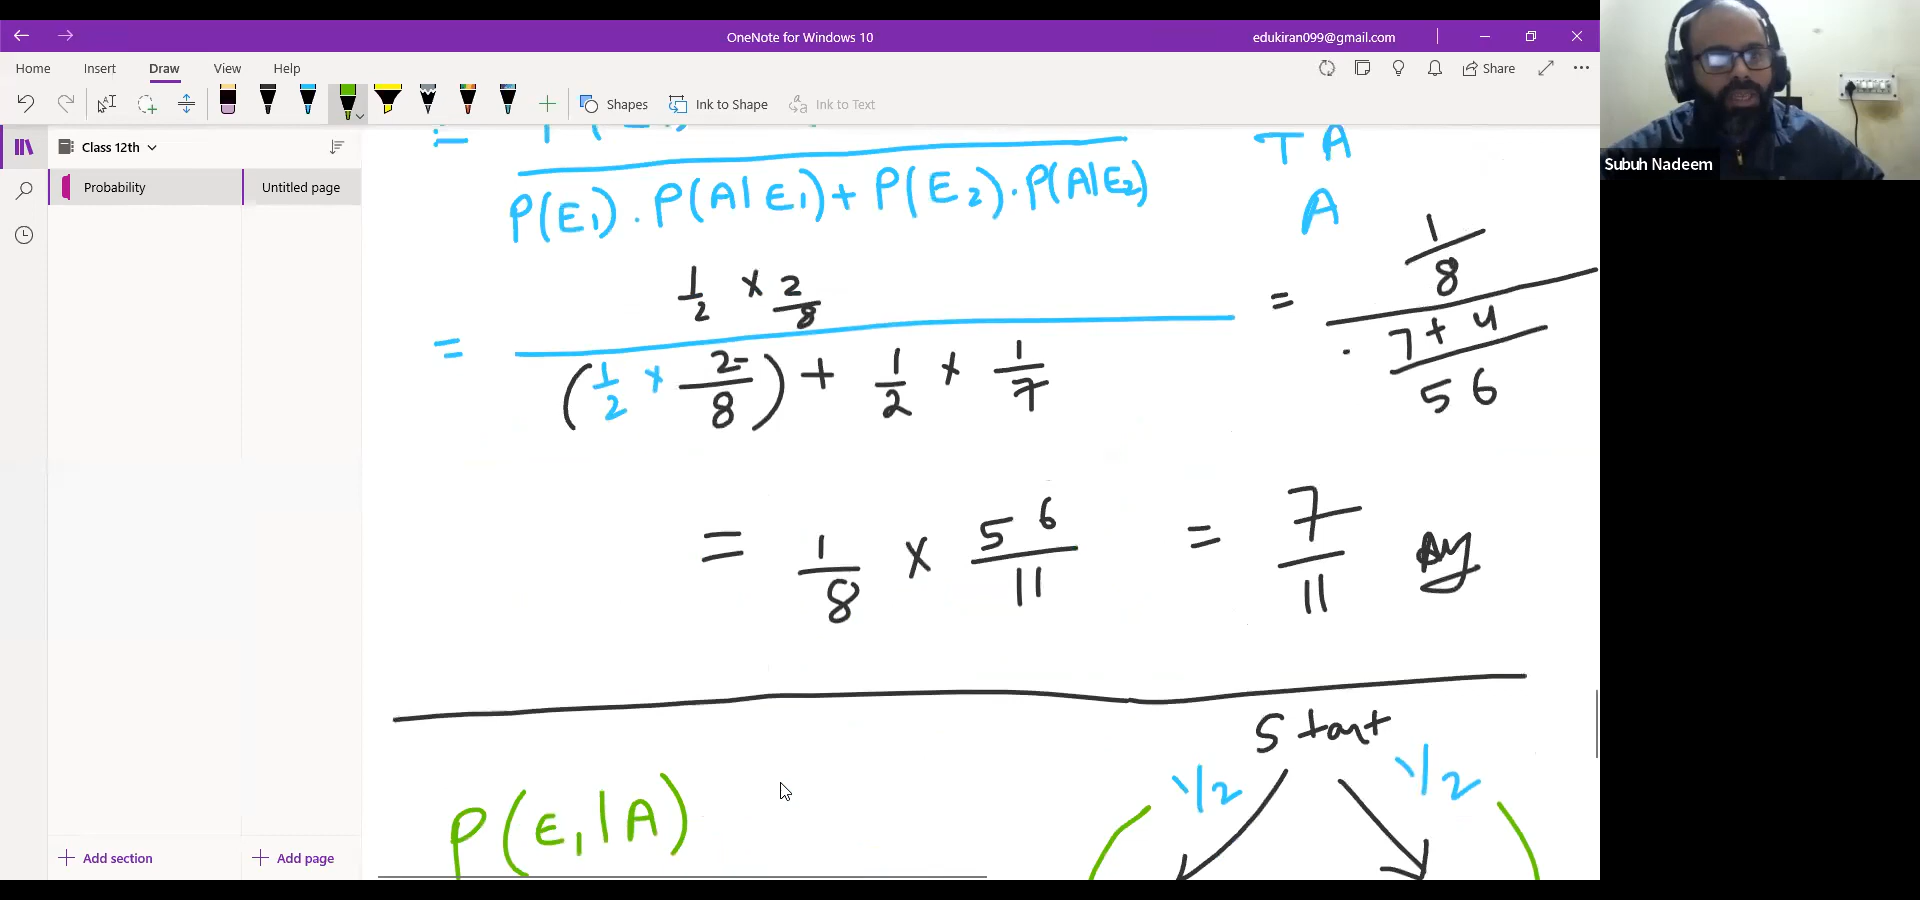 OneNote for Windows 10
edukiran099@gmail.com
Home Insert Draw View Help
Share
Shapes Ink to Shape Ink to Text
Class 12th
Probability
Untitled page
Subuh Nadeem
T A
P(E1) . P(A|E1) + P(E2) . P(A|E2)
A
= 1/2 × 2/8
(1/2 × 2/8) + 1/2 × 1/7
= 1/8
7 + 4
56
= 1/8 × 56/11 = 7/11
Start
1/2 1/2
P(E1|A)
Add section
Add page